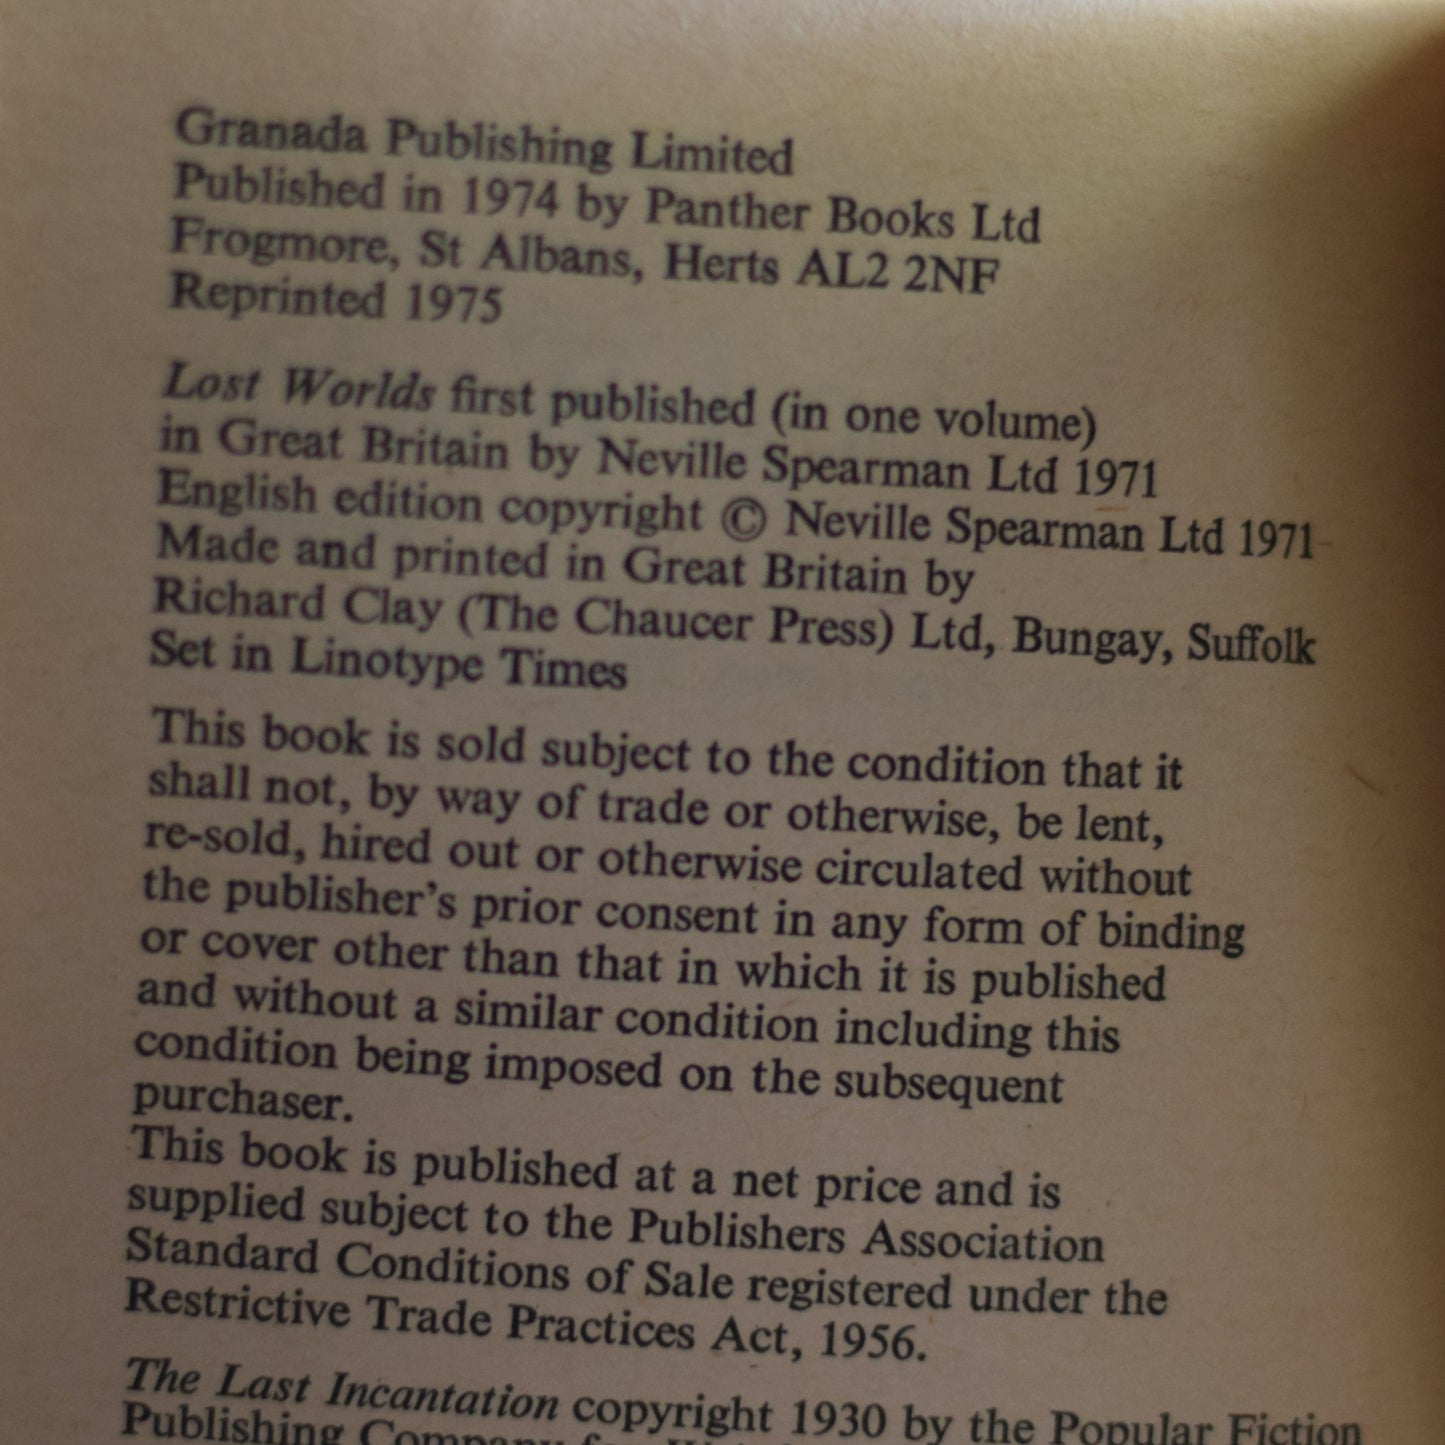 Granada Publishing Limited
Published in 1974 by Panther Books Ltd
Frogmore, St Albans, Herts AL2 2NF
Reprinted 1975
Lost Worlds first published (in one volume)
in Great Britain by Neville Spearman Ltd 1971
English edition copyright © Neville Spearman Ltd 1971
Made and printed in Great Britain by
Richard Clay (The Chaucer Press) Ltd, Bungay, Suffolk
Set in Linotype Times
This book is sold subject to the condition that it
shall not, by way of trade or otherwise, be lent,
re-sold, hired out or otherwise circulated without
the publisher's prior consent in any form of binding
or cover other than that in which it is published
and without a similar condition including this
condition being imposed on the subsequent
purchaser.
This book is published at a net price and is
supplied subject to the Publishers Association
Standard Conditions of Sale registered under the
Restrictive Trade Practices Act, 1956.
The Last Incantation copyright 1930 by the Popular Fiction
Publishing Company for